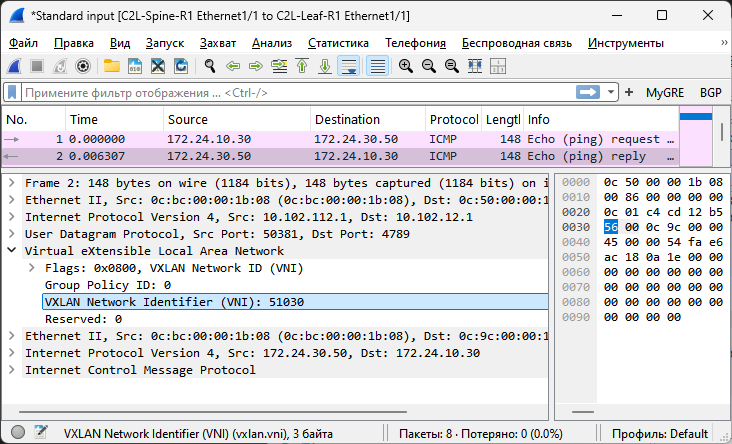 *Standard input [C2L-Spine-R1 Ethernet1/1 to C2L-Leaf-R1 Ethernet1/1]
Файл Правка Вид Запуск Захват Анализ Статистика Телефония Беспроводная связь Инструменты »
Примените фильтр отображения ... <Ctrl-/> + MyGRE BGP
No. Time Source Destination Protocol Lengtl Info
1 0.000000 172.24.10.30 172.24.30.50 ICMP 148 Echo (ping) request …
2 0.006307 172.24.30.50 172.24.10.30 ICMP 148 Echo (ping) reply …
Frame 2: 148 bytes on wire (1184 bits), 148 bytes captured (1184 bits) on i
Ethernet II, Src: 0c:bc:00:00:1b:08 (0c:bc:00:00:1b:08), Dst: 0c:50:00:00:1
Internet Protocol Version 4, Src: 10.102.112.1, Dst: 10.102.12.1
User Datagram Protocol, Src Port: 50381, Dst Port: 4789
Virtual eXtensible Local Area Network
Flags: 0x0800, VXLAN Network ID (VNI)
Group Policy ID: 0
VXLAN Network Identifier (VNI): 51030
Reserved: 0
Ethernet II, Src: 0c:bc:00:00:1b:08 (0c:bc:00:00:1b:08), Dst: 0c:9c:00:00:1
Internet Protocol Version 4, Src: 172.24.30.50, Dst: 172.24.10.30
Internet Control Message Protocol
0000 0c 50 00 00 1b 08
0010 00 86 00 00 00 00
0020 0c 01 c4 cd 12 b5
0030 56 00 0c 9c 00 00
0040 45 00 00 54 fa e6
0050 ac 18 0a 1e 00 00
0060 00 00 00 00 00 00
0070 00 00 00 00 00 00
0080 00 00 00 00 00 00
0090 00 00 00 00
VXLAN Network Identifier (VNI) (vxlan.vni), 3 байта Пакеты: 8 · Потеряно: 0 (0.0%) Профиль: Default